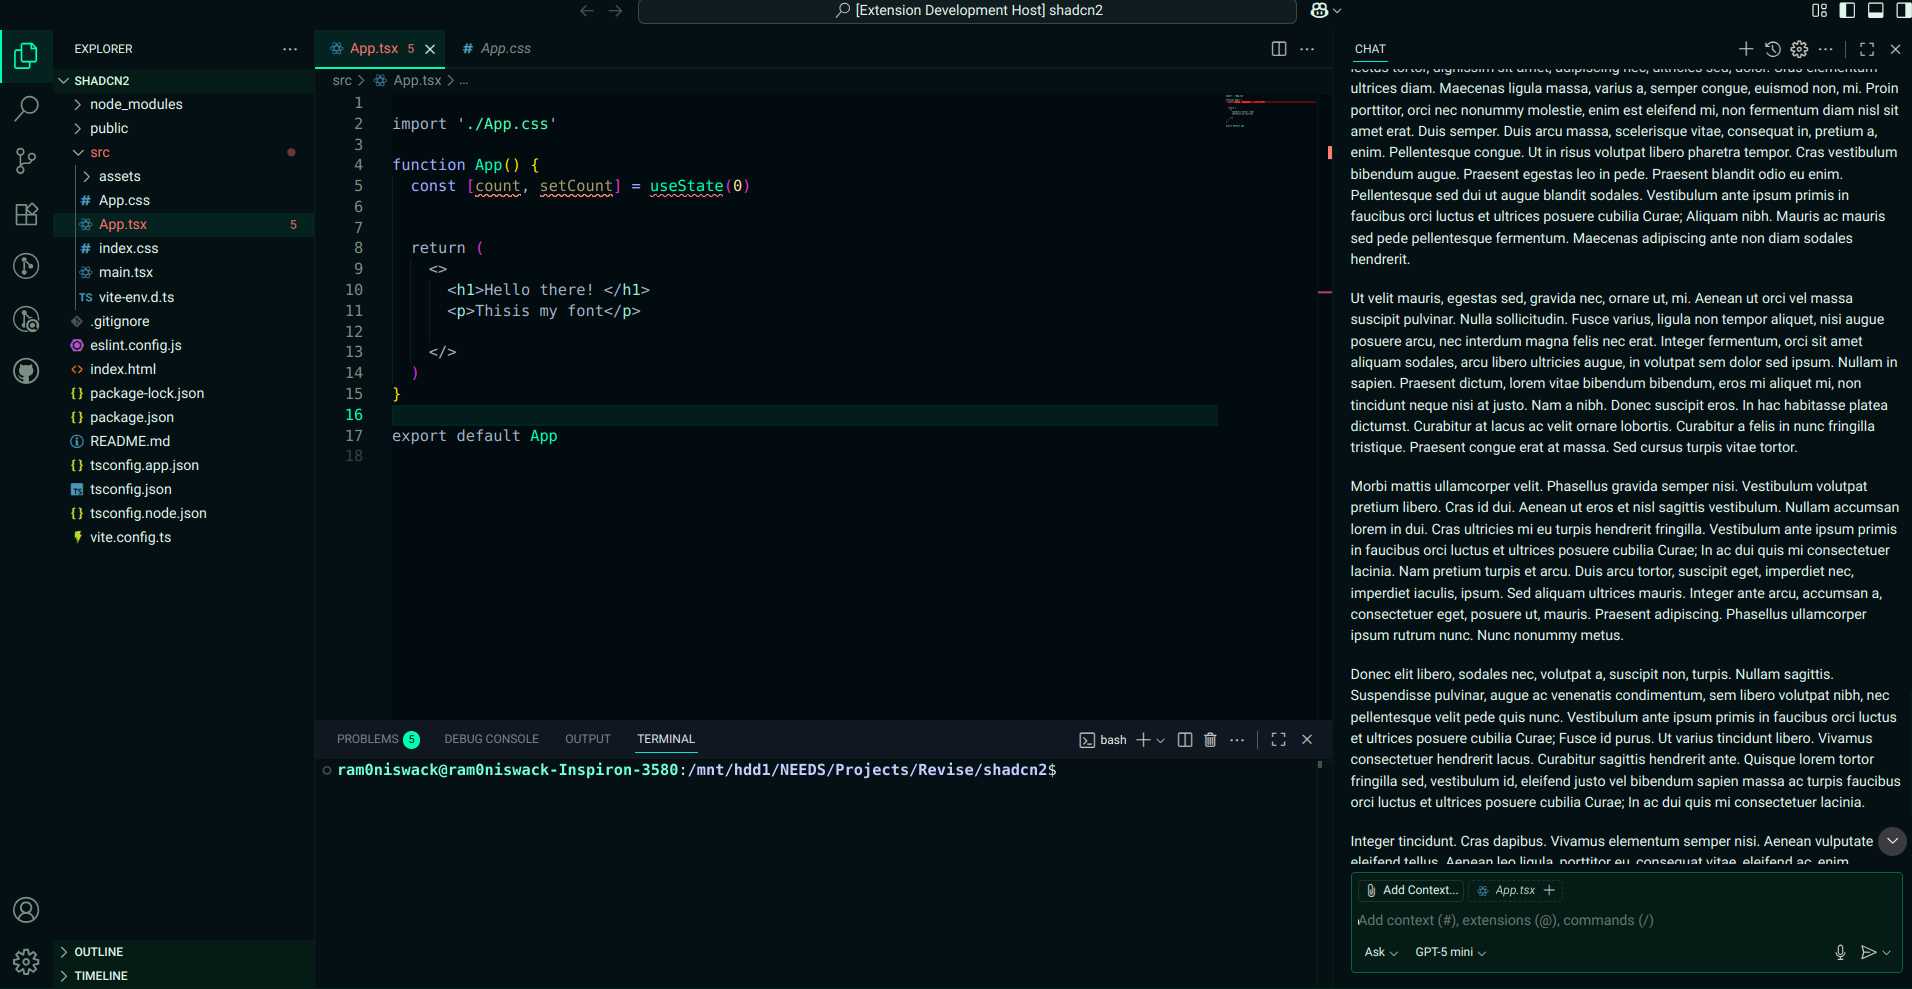 [Extension Development Host] shadcn2
EXPLORER
SHADCN2
node_modules
public
src
assets
# App.css
App.tsx 5
# index.css
main.tsx
TS vite-env.d.ts
.gitignore
eslint.config.js
<> index.html
{} package-lock.json
{} package.json
README.md
{} tsconfig.app.json
TS tsconfig.json
{} tsconfig.node.json
vite.config.ts
OUTLINE
TIMELINE
App.tsx 5
# App.css
src > App.tsx > ...
1
2 import './App.css'
3
4 function App() {
5 const [count, setCount] = useState(0)
6
7
8 return (
9 <>
10 <h1>Hello there! </h1>
11 <p>Thisis my font</p>
12
13 </>
14 )
15 }
16
17 export default App
18
PROBLEMS 5 DEBUG CONSOLE OUTPUT TERMINAL
bash
ram0niswack@ram0niswack-Inspiron-3580:/mnt/hdd1/NEEDS/Projects/Revise/shadcn2$
CHAT
lectus tortor, dignissim sit amet, adipiscing nec, ultricies sed, dolor. Cras elementum
ultrices diam. Maecenas ligula massa, varius a, semper congue, euismod non, mi. Proin
porttitor, orci nec nonummy molestie, enim est eleifend mi, non fermentum diam nisl sit
amet erat. Duis semper. Duis arcu massa, scelerisque vitae, consequat in, pretium a,
enim. Pellentesque congue. Ut in risus volutpat libero pharetra tempor. Cras vestibulum
bibendum augue. Praesent egestas leo in pede. Praesent blandit odio eu enim.
Pellentesque sed dui ut augue blandit sodales. Vestibulum ante ipsum primis in
faucibus orci luctus et ultrices posuere cubilia Curae; Aliquam nibh. Mauris ac mauris
sed pede pellentesque fermentum. Maecenas adipiscing ante non diam sodales
hendrerit.
Ut velit mauris, egestas sed, gravida nec, ornare ut, mi. Aenean ut orci vel massa
suscipit pulvinar. Nulla sollicitudin. Fusce varius, ligula non tempor aliquet, nisi augue
posuere arcu, nec interdum magna felis nec erat. Integer fermentum, orci sit amet
aliquam sodales, arcu libero ultricies augue, in volutpat sem dolor sed ipsum. Nullam in
sapien. Praesent dictum, lorem vitae bibendum bibendum, eros mi aliquet mi, non
tincidunt neque nisi at justo. Nam a nibh. Donec suscipit eros. In hac habitasse platea
dictumst. Curabitur at lacus ac velit ornare lobortis. Curabitur a felis in nunc fringilla
tristique. Praesent congue erat at massa. Sed cursus turpis vitae tortor.
Morbi mattis ullamcorper velit. Phasellus gravida semper nisi. Vestibulum volutpat
pretium libero. Cras id dui. Aenean ut eros et nisl sagittis vestibulum. Nullam accumsan
lorem in dui. Cras ultricies mi eu turpis hendrerit fringilla. Vestibulum ante ipsum primis
in faucibus orci luctus et ultrices posuere cubilia Curae; In ac dui quis mi consectetuer
lacinia. Nam pretium turpis et arcu. Duis arcu tortor, suscipit eget, imperdiet nec,
imperdiet iaculis, ipsum. Sed aliquam ultrices mauris. Integer ante arcu, accumsan a,
consectetuer eget, posuere ut, mauris. Praesent adipiscing. Phasellus ullamcorper
ipsum rutrum nunc. Nunc nonummy metus.
Donec elit libero, sodales nec, volutpat a, suscipit non, turpis. Nullam sagittis.
Suspendisse pulvinar, augue ac venenatis condimentum, sem libero volutpat nibh, nec
pellentesque velit pede quis nunc. Vestibulum ante ipsum primis in faucibus orci luctus
et ultrices posuere cubilia Curae; Fusce id purus. Ut varius tincidunt libero. Vivamus
consectetuer hendrerit lacus. Curabitur sagittis hendrerit ante. Quisque lorem tortor
fringilla sed, vestibulum id, eleifend justo vel bibendum sapien massa ac turpis faucibus
orci luctus et ultrices posuere cubilia Curae; In ac dui quis mi consectetuer lacinia.
Integer tincidunt. Cras dapibus. Vivamus elementum semper nisi. Aenean vulputate
eleifend tellus. Aenean leo ligula, porttitor eu, consequat vitae, eleifend ac, enim.
Add Context... App.tsx
Add context (#), extensions (@), commands (/)
Ask GPT-5 mini